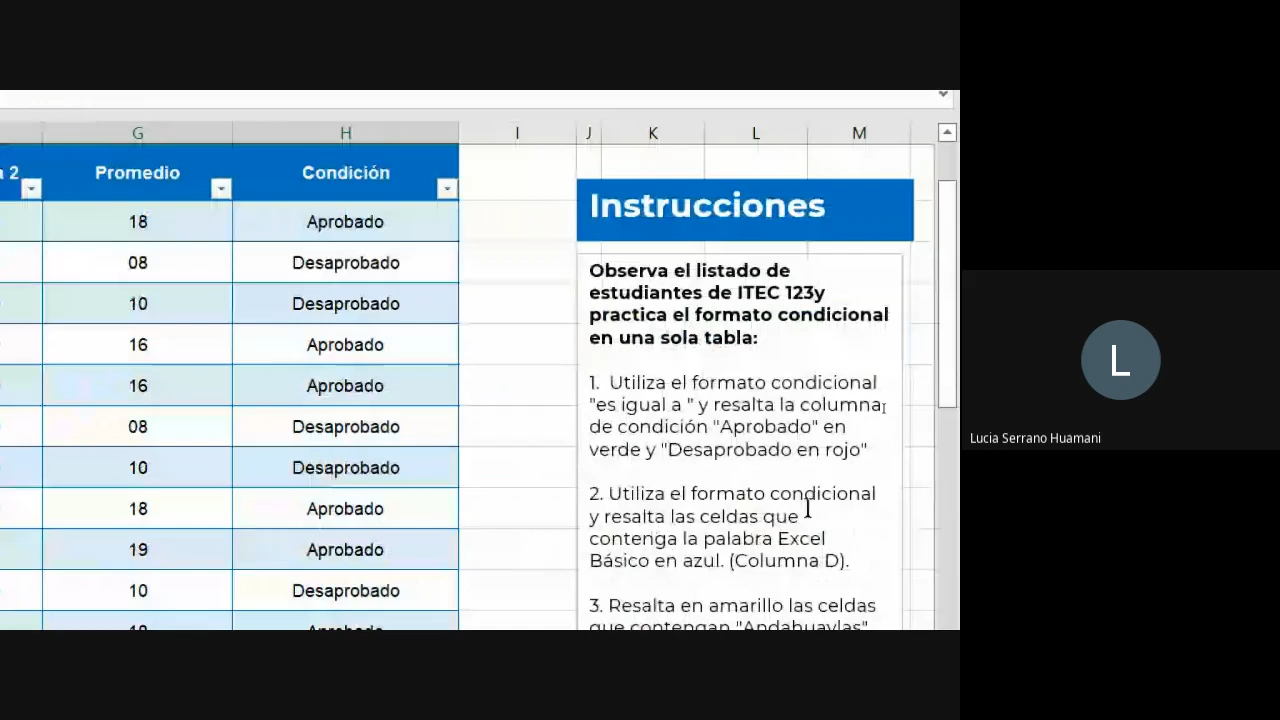 G H I J K L M
a 2 Promedio Condición
18 Aprobado
08 Desaprobado
10 Desaprobado
16 Aprobado
16 Aprobado
08 Desaprobado
10 Desaprobado
18 Aprobado
19 Aprobado
10 Desaprobado
Aprobado
Instrucciones
Observa el listado de
estudiantes de ITEC 123y
practica el formato condicional
en una sola tabla:
1. Utiliza el formato condicional
"es igual a " y resalta la columna
de condición "Aprobado" en
verde y "Desaprobado en rojo"
2. Utiliza el formato condicional
y resalta las celdas que
contenga la palabra Excel
Básico en azul. (Columna D).
3. Resalta en amarillo las celdas
que contengan "Andahuaylas"
L
Lucia Serrano Huamani